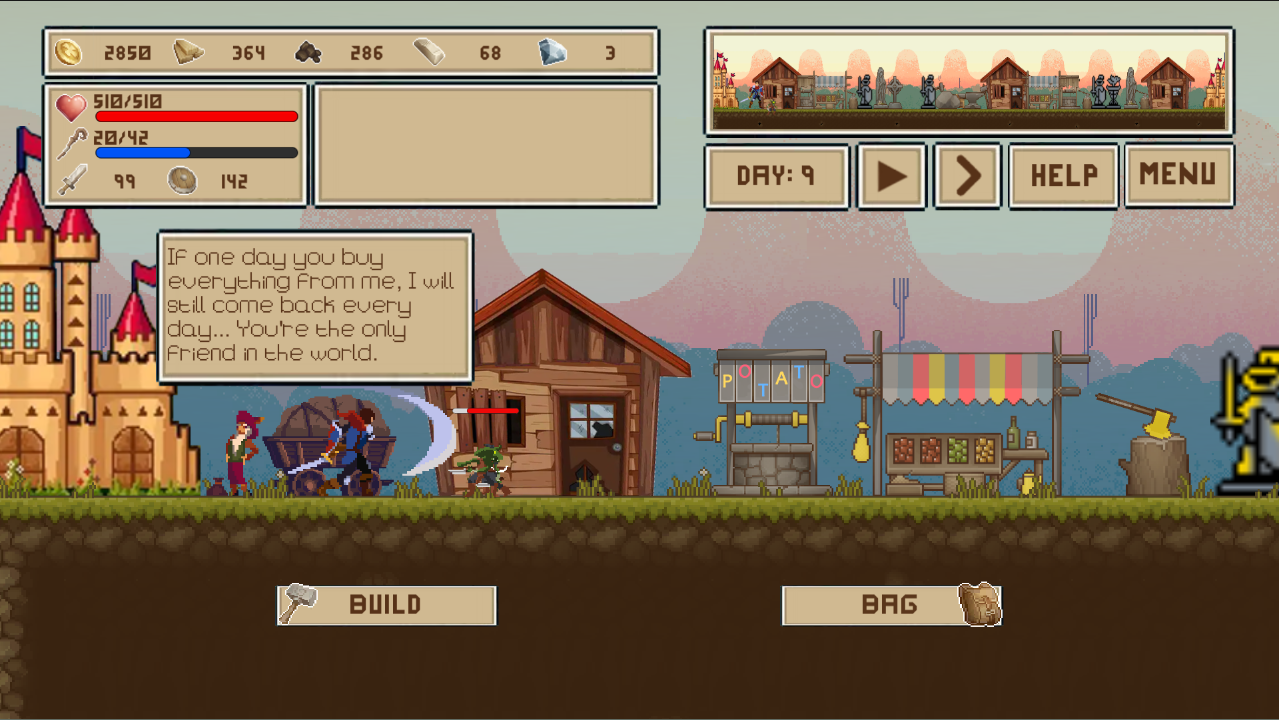 2850 364 286 68 3
510/510
20/42
99 142
DAY: 9 HELP MENU
If one day you buy
everything from me, I will
still come back every
day... You're the only
friend in the world.
POTATO
BUILD BAG